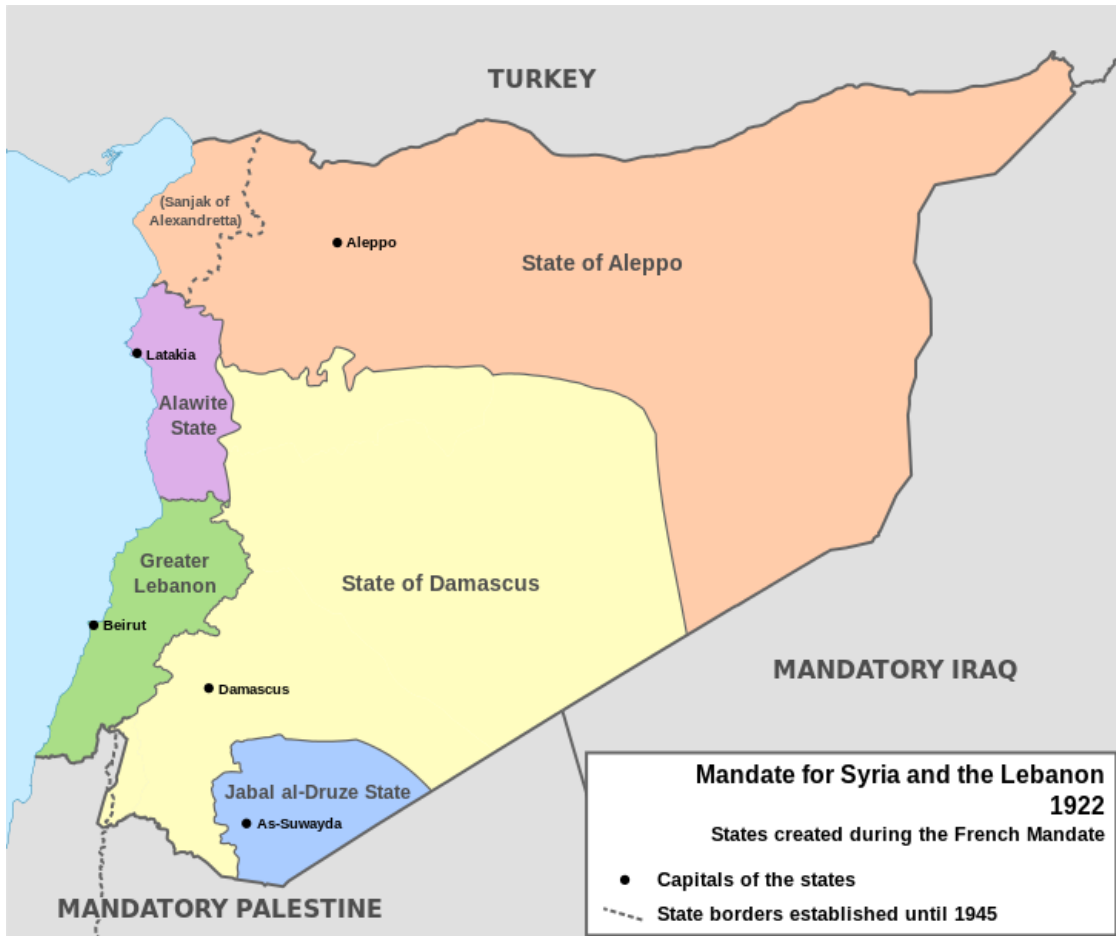 TURKEY
(Sanjak of
Alexandretta)
Aleppo
State of Aleppo
Latakia
Alawite
State
Greater
Lebanon
State of Damascus
Beirut
MANDATORY IRAQ
Damascus
Jabal al-Druze State
As-Suwayda
MANDATORY PALESTINE
Mandate for Syria and the Lebanon
1922
States created during the French Mandate
Capitals of the states
State borders established until 1945